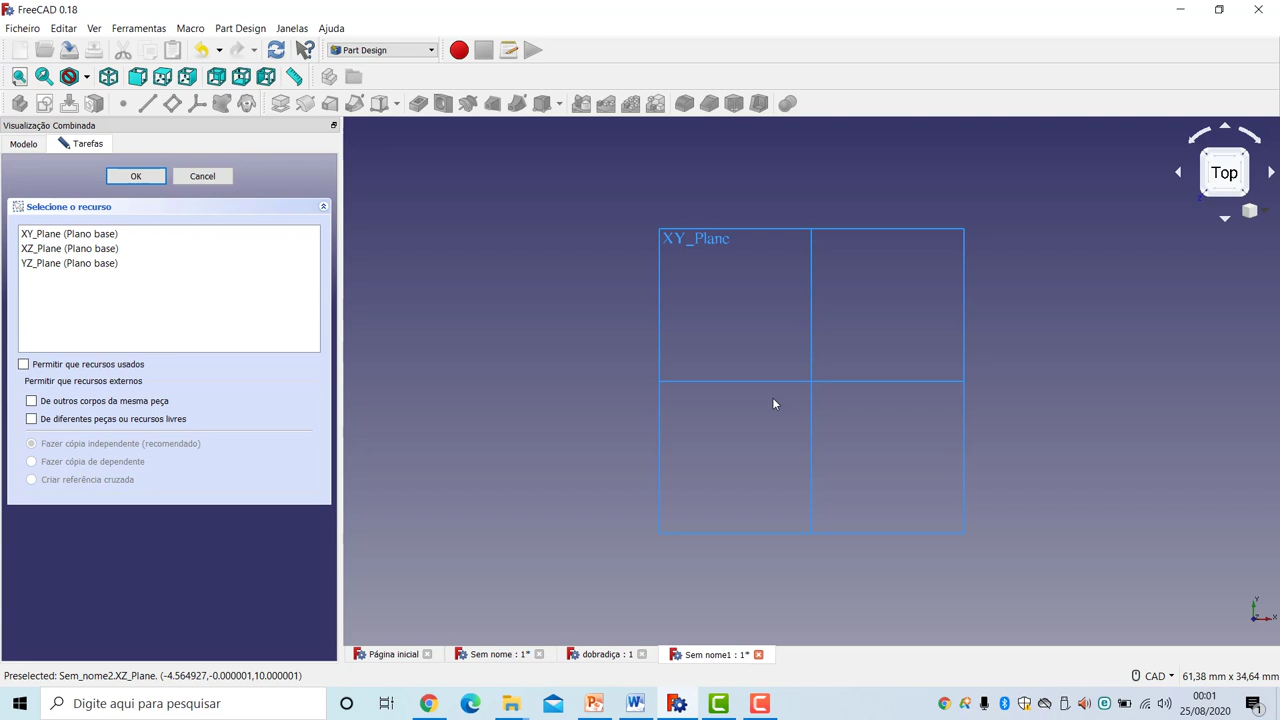 FreeCAD 0.18
Ficheiro Editar Ver Ferramentas Macro Part Design Janelas Ajuda
Part Design
Visualização Combinada
Modelo Tarefas
OK Cancel
Selecione o recurso
XY_Plane (Plano base)
XZ_Plane (Plano base)
YZ_Plane (Plano base)
Permitir que recursos usados
Permitir que recursos externos
De outros corpos da mesma peça
De diferentes peças ou recursos livres
Fazer cópia independente (recomendado)
Fazer cópia de dependente
Criar referência cruzada
XY_Plane
Top
Y
X
Página inicial Sem nome : 1* dobradiça : 1 Sem nome1 : 1*
Preselected: Sem_nome2.XZ_Plane. (-4.564927,-0.000001,10.000001) CAD 61,38 mm x 34,64 mm
Digite aqui para pesquisar
00:01
25/08/2020